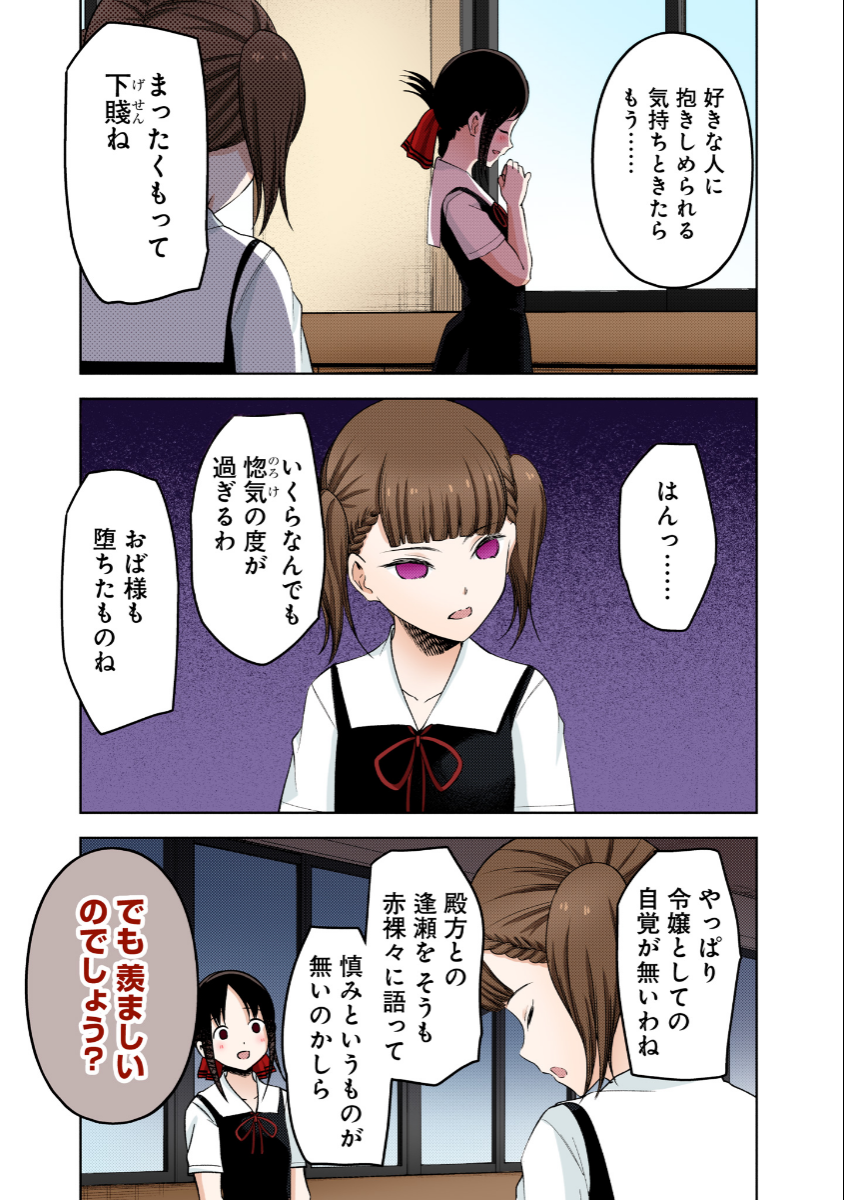 好きな人に
抱きしめられる
気持ちときたら
もう……
まったくもって
下賤ね
げせん
はんっ……
いくらなんでも
惚気の度が
のろけ
過ぎるわ
おば様も
堕ちたものね
やっぱり
令嬢としての
自覚が無いわね
殿方との
逢瀬をそうも
赤裸々に語って
慎みというものが
無いのかしら
でも羨ましい
のでしょう?